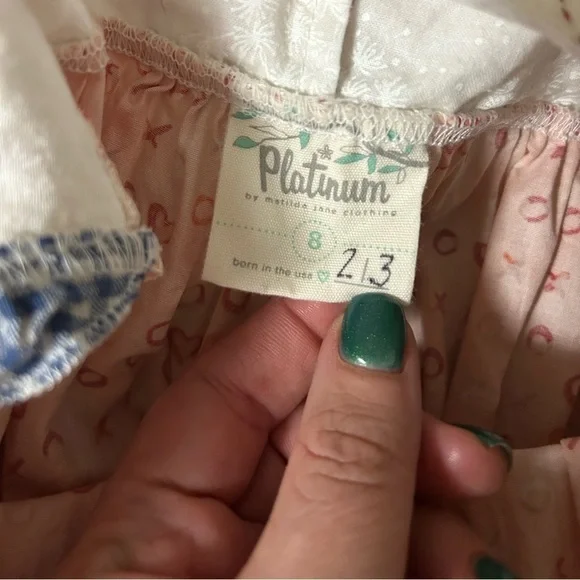 Platinum
by matilda jane clothing
8
born in the usa 213